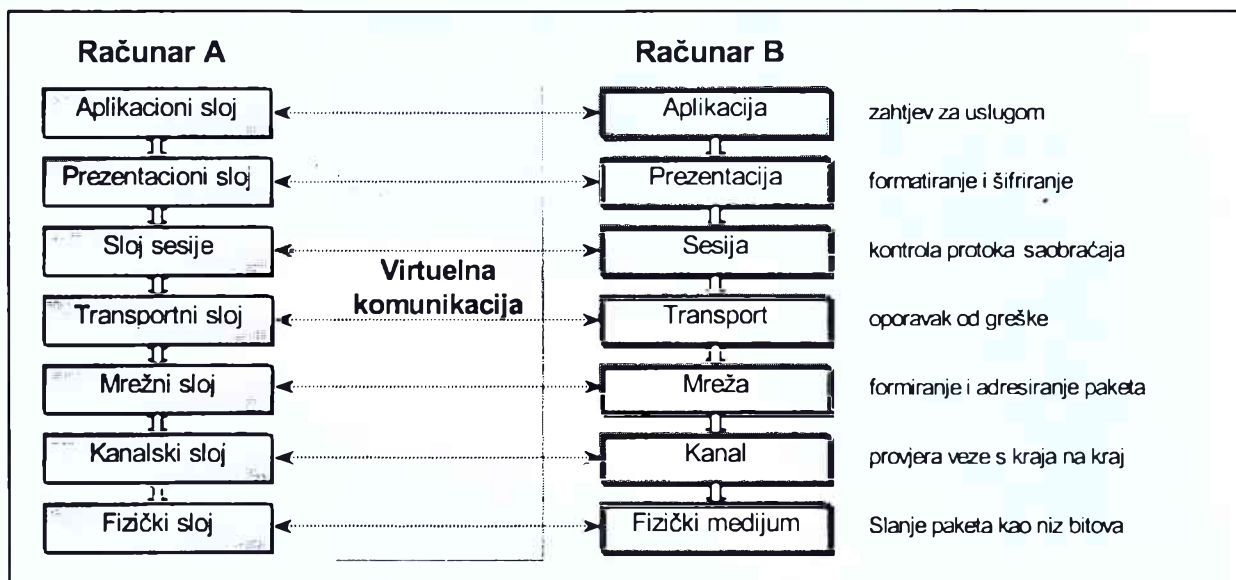 Računar A
Računar B
Aplikacioni sloj
Aplikacija
zahtjev za uslugom
Prezentacioni sloj
Prezentacija
formatiranje i šifriranje
Sloj sesije
Sesija
kontrola protoka saobraćaja
Virtuelna
komunikacija
Transportni sloj
Transport
oporavak od greške
Mrežni sloj
Mreža
formiranje i adresiranje paketa
Kanalski sloj
Kanal
provjera veze s kraja na kraj
Fizički sloj
Fizički medijum
Slanje paketa kao niz bitova